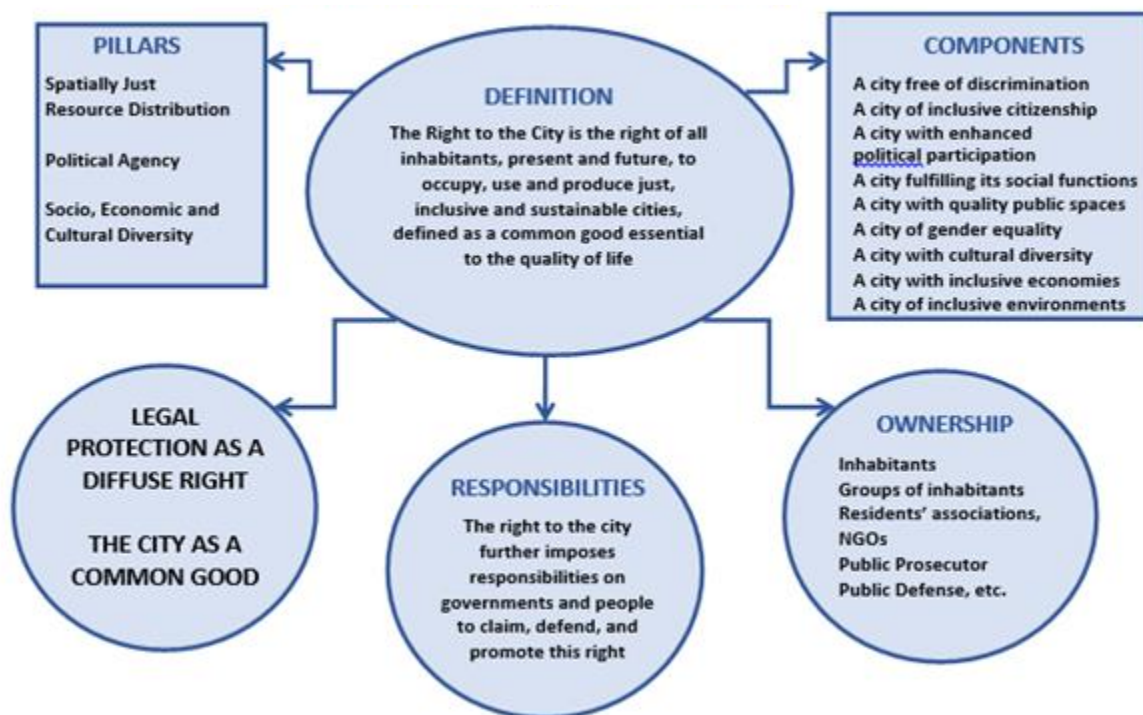 PILLARS
Spatially Just
Resource Distribution
Political Agency
Socio, Economic and
Cultural Diversity
DEFINITION
The Right to the City is the right of all
inhabitants, present and future, to
occupy, use and produce just,
inclusive and sustainable cities,
defined as a common good essential
to the quality of life
COMPONENTS
A city free of discrimination
A city of inclusive citizenship
A city with enhanced
political participation
A city fulfilling its social functions
A city with quality public spaces
A city of gender equality
A city with cultural diversity
A city with inclusive economies
A city of inclusive environments
LEGAL
PROTECTION AS A
DIFFUSE RIGHT
THE CITY AS A
COMMON GOOD
RESPONSIBILITIES
The right to the city
further imposes
responsibilities on
governments and people
to claim, defend, and
promote this right
OWNERSHIP
Inhabitants
Groups of inhabitants
Residents’ associations,
NGOs
Public Prosecutor
Public Defense, etc.